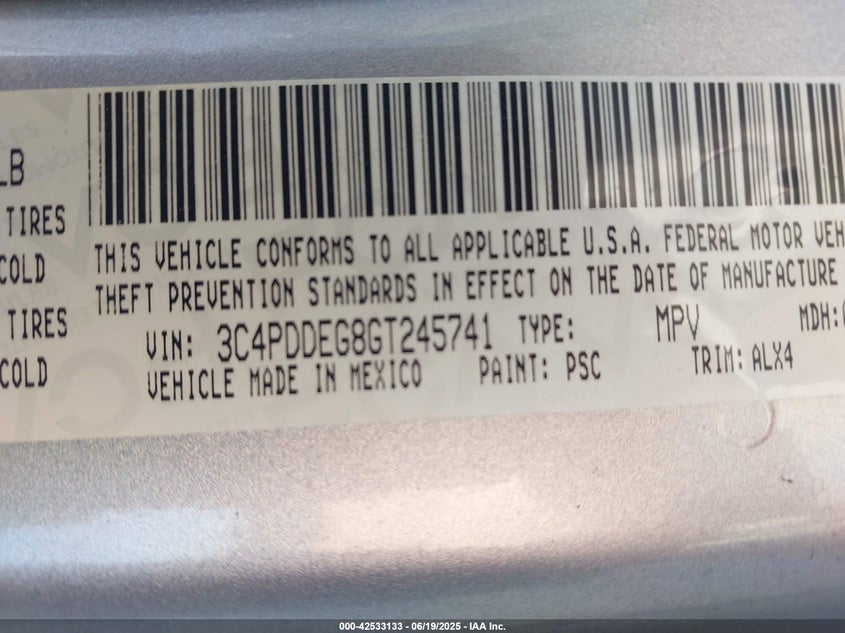 LB
TIRES
COLD
TIRES
COLD
THIS VEHICLE CONFORMS TO ALL APPLICABLE U.S.A. FEDERAL MOTOR VEH
THEFT PREVENTION STANDARDS IN EFFECT ON THE DATE OF MANUFACTURE
VIN: 3C4PDDEG8GT245741 TYPE: MPV MDH:
VEHICLE MADE IN MEXICO PAINT: PSC TRIM: ALX4
000-42533133 - 06/19/2025 - IAA Inc.